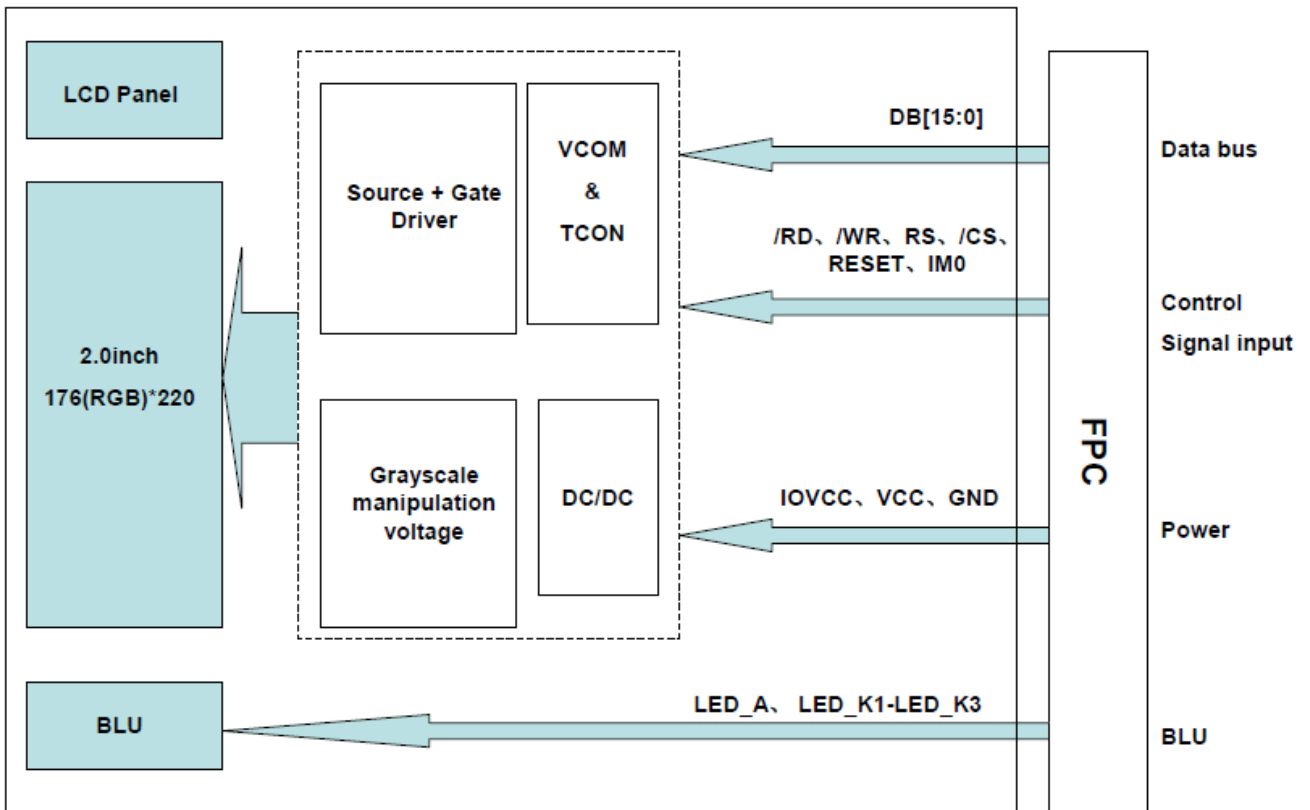 LCD Panel
2.0inch
176(RGB)*220
BLU
Source + Gate
Driver
VCOM
&
TCON
Grayscale
manipulation
voltage
DC/DC
DB[15:0]
/RD、/WR、RS、/CS、
RESET、IM0
IOVCC、VCC、GND
LED_A、 LED_K1-LED_K3
FPC
Data bus
Control
Signal input
Power
BLU